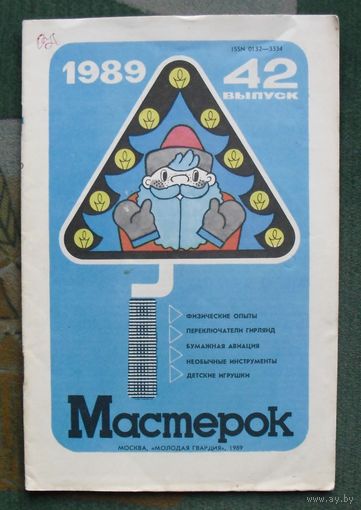 ISSN 0132—3334
1989
42
ВЫПУСК
ФИЗИЧЕСКИЕ ОПЫТЫ
ПЕРЕКЛЮЧАТЕЛИ ГИРЛЯНД
БУМАЖНАЯ АВИАЦИЯ
НЕОБЫЧНЫЕ ИНСТРУМЕНТЫ
ДЕТСКИЕ ИГРУШКИ
Мастерок
МОСКВА, «МОЛОДАЯ ГВАРДИЯ», 1989
www.ay.by